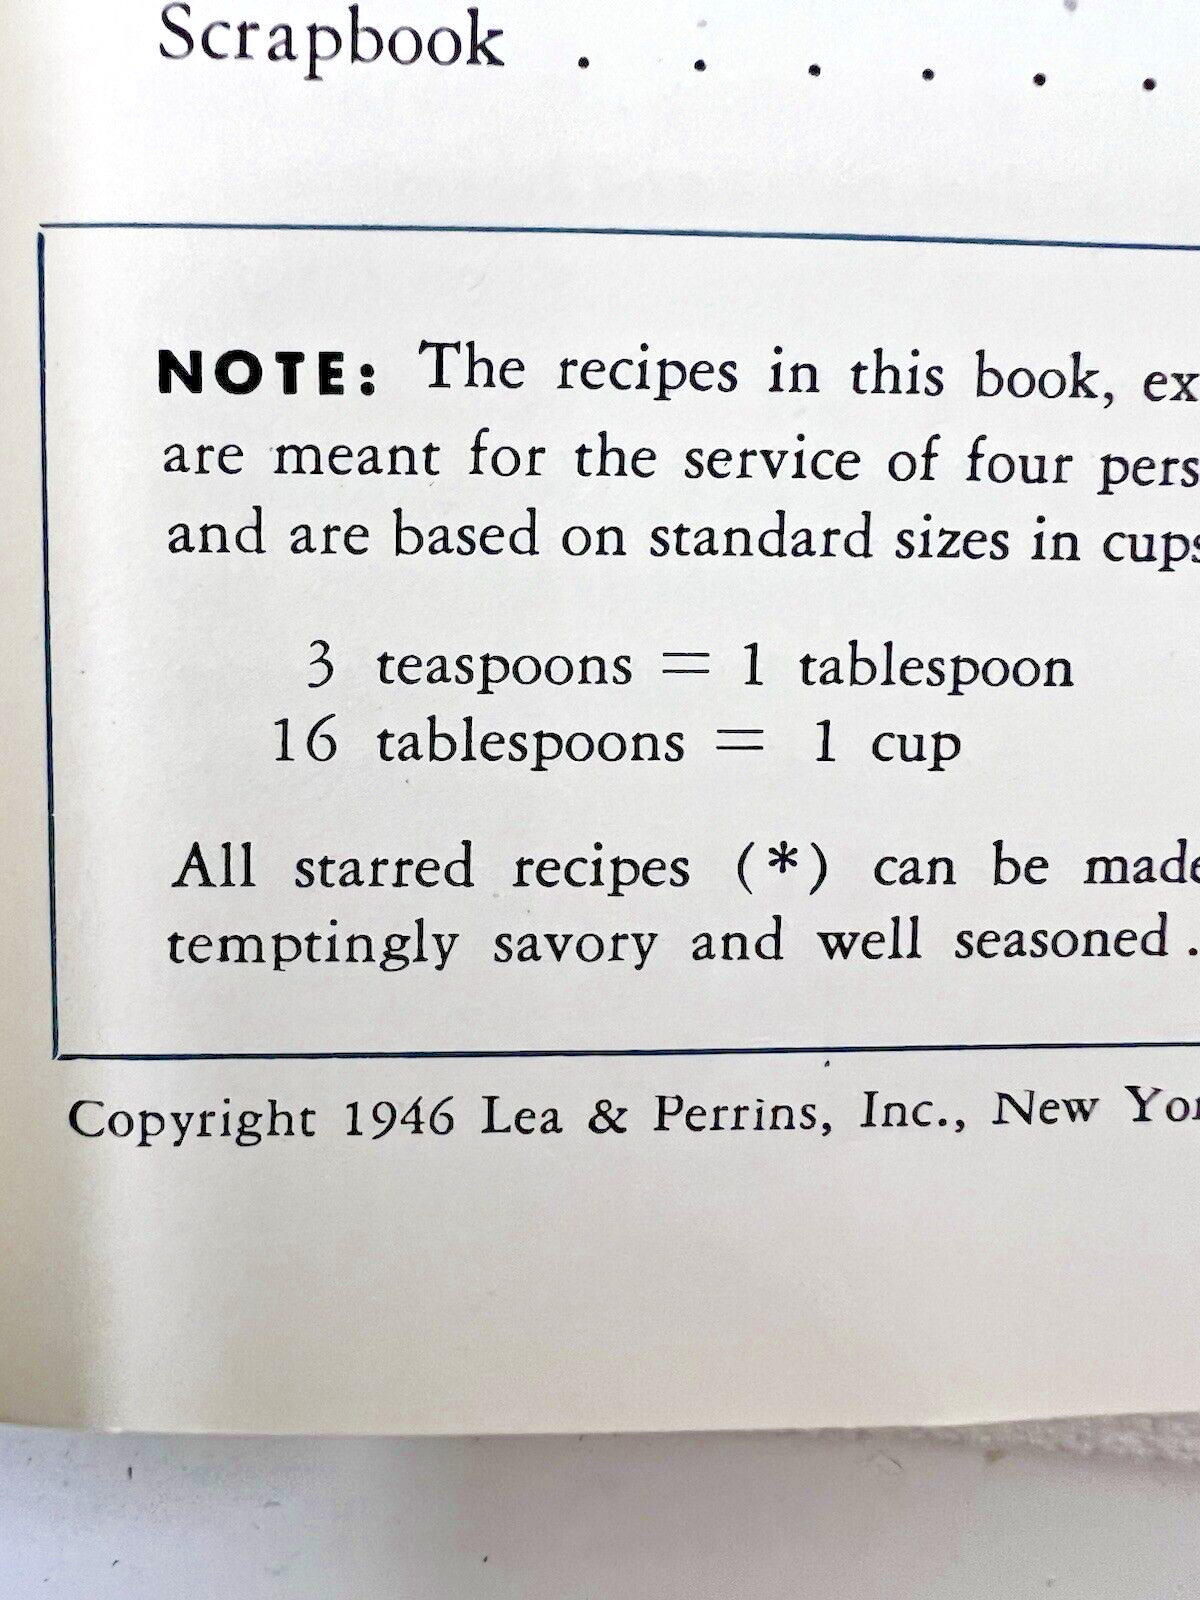 Scrapbook . . . . . .
NOTE: The recipes in this book, ex
are meant for the service of four pers
and are based on standard sizes in cups
3 teaspoons = 1 tablespoon
16 tablespoons = 1 cup
All starred recipes (*) can be made
temptingly savory and well seasoned .
Copyright 1946 Lea & Perrins, Inc., New Yor